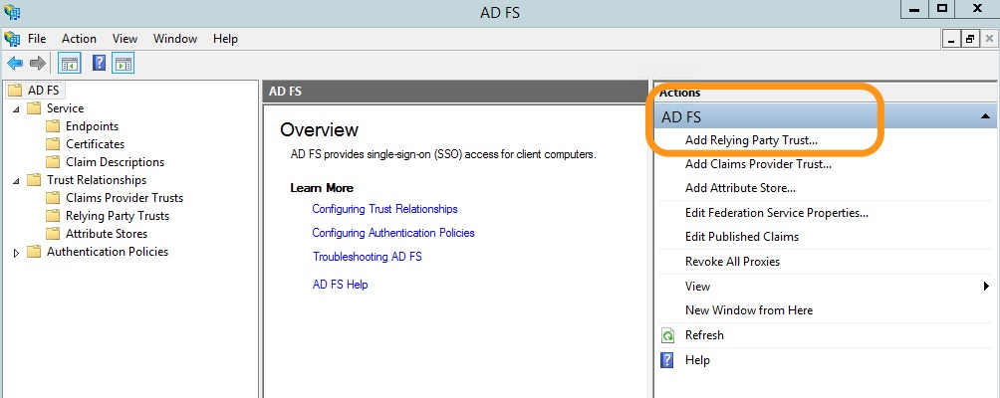 AD FS
File Action View Window Help
AD FS
Service
Endpoints
Certificates
Claim Descriptions
Trust Relationships
Claims Provider Trusts
Relying Party Trusts
Attribute Stores
Authentication Policies
AD FS
Overview
AD FS provides single-sign-on (SSO) access for client computers.
Learn More
Configuring Trust Relationships
Configuring Authentication Policies
Troubleshooting AD FS
AD FS Help
Actions
AD FS
Add Relying Party Trust...
Add Claims Provider Trust...
Add Attribute Store...
Edit Federation Service Properties...
Edit Published Claims
Revoke All Proxies
View
New Window from Here
Refresh
Help